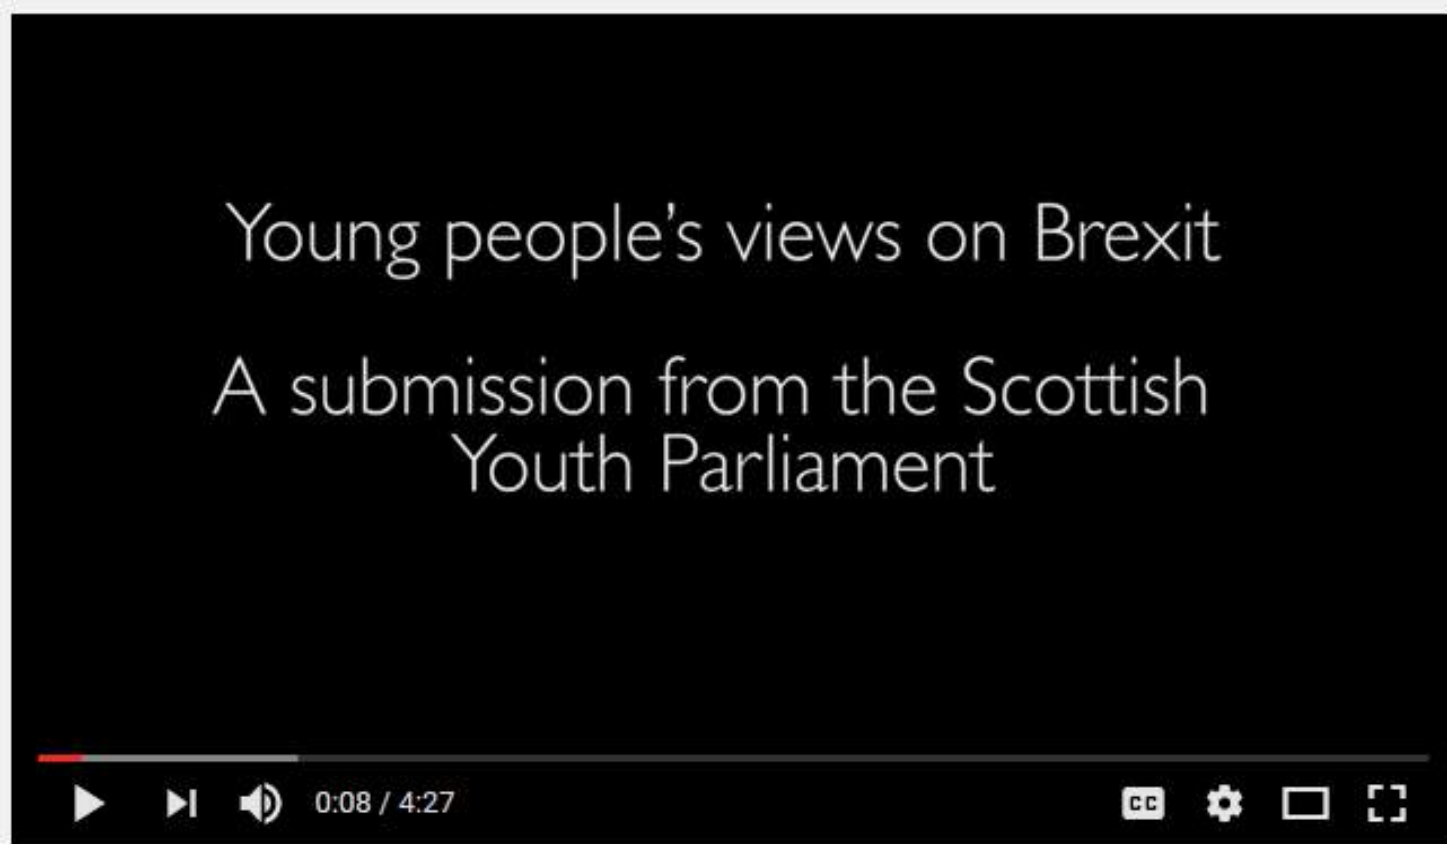 Young people’s views on Brexit
A submission from the Scottish
Youth Parliament
0:08 / 4:27
CC